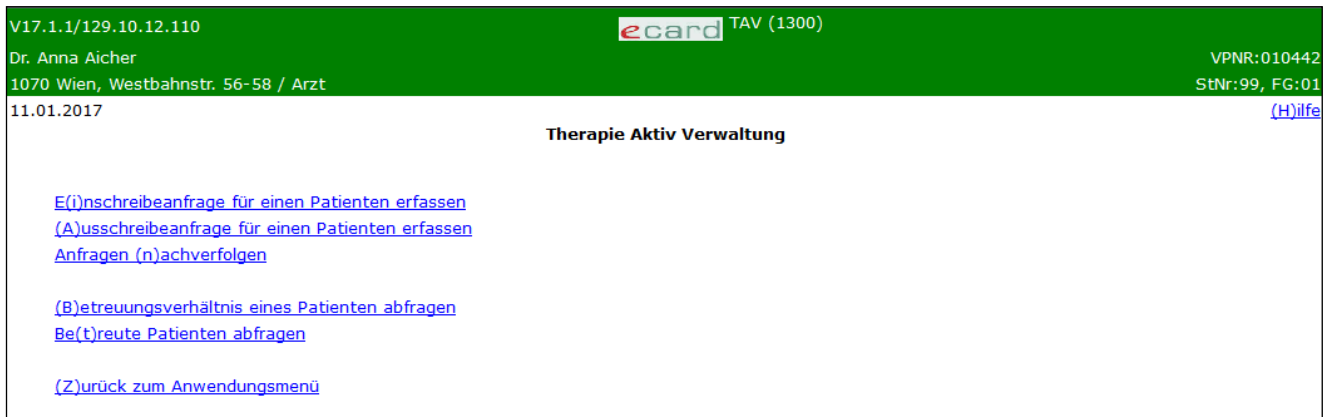 V17.1.1/129.10.12.110 ecard TAV (1300)
Dr. Anna Aicher VPNR:010442
1070 Wien, Westbahnstr. 56-58 / Arzt StNr:99, FG:01
11.01.2017 (H)ilfe
Therapie Aktiv Verwaltung
E(i)nschreibeanfrage für einen Patienten erfassen
(A)usschreibeanfrage für einen Patienten erfassen
Anfragen (n)achverfolgen
(B)etreuungsverhältnis eines Patienten abfragen
Be(t)reute Patienten abfragen
(Z)urück zum Anwendungsmenü